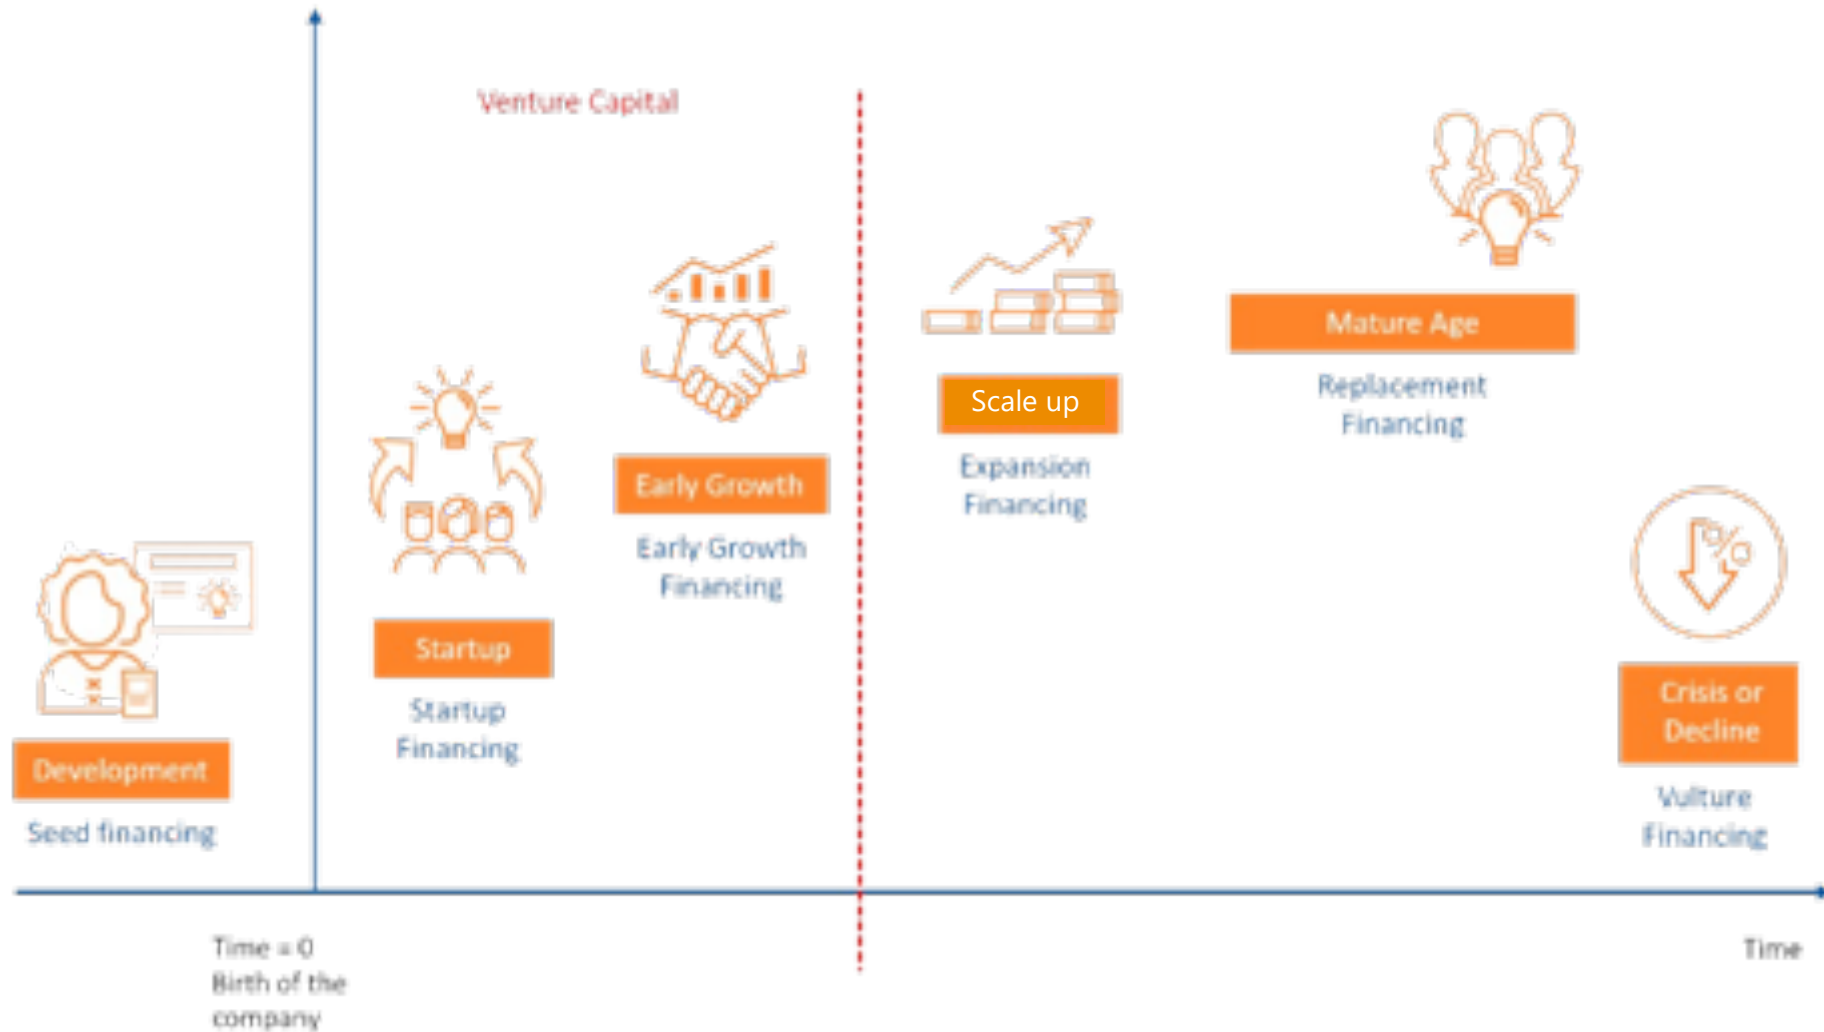 Venture Capital
Mature Age
Replacement
Financing
Scale up
Expansion
Financing
Early Growth
Early Growth
Financing
Startup
Startup
Financing
Development
Seed financing
Crisis or
Decline
Vulture
Financing
Time = 0
Birth of the
company
Time
%